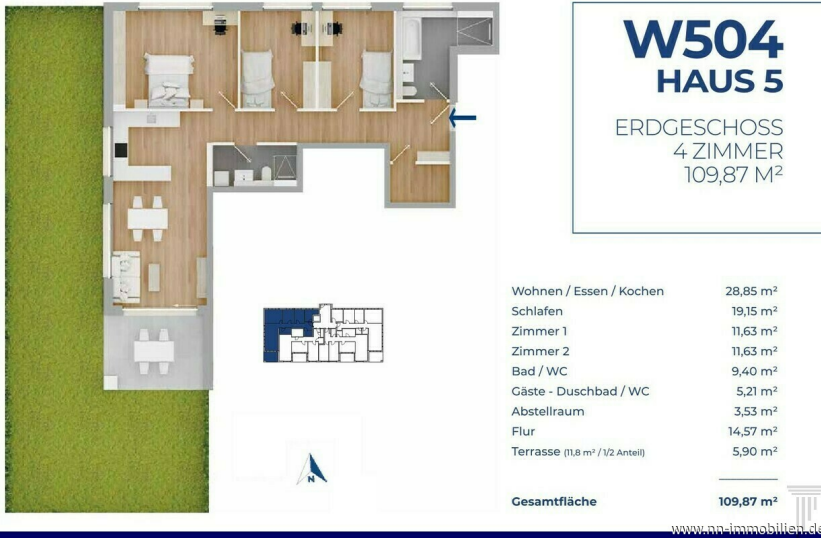 W504
HAUS 5
ERDGESCHOSS
4 ZIMMER
109,87 M²
Wohnen / Essen / Kochen 28,85 m²
Schlafen 19,15 m²
Zimmer 1 11,63 m²
Zimmer 2 11,63 m²
Bad / WC 9,40 m²
Gäste - Duschbad / WC 5,21 m²
Abstellraum 3,53 m²
Flur 14,57 m²
Terrasse (11,8 m² / 1/2 Anteil) 5,90 m²
Gesamtfläche 109,87 m²
N
www.nn-immobilien.de